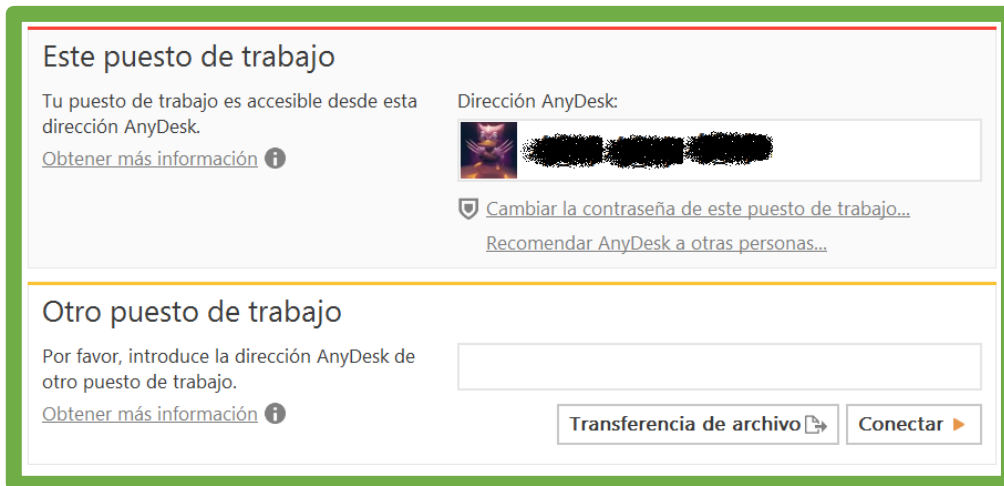 Este puesto de trabajo
Tu puesto de trabajo es accesible desde esta
dirección AnyDesk.
Obtener más información
Dirección AnyDesk:
Cambiar la contraseña de este puesto de trabajo...
Recomendar AnyDesk a otras personas...
Otro puesto de trabajo
Por favor, introduce la dirección AnyDesk de
otro puesto de trabajo.
Obtener más información
Transferencia de archivo
Conectar